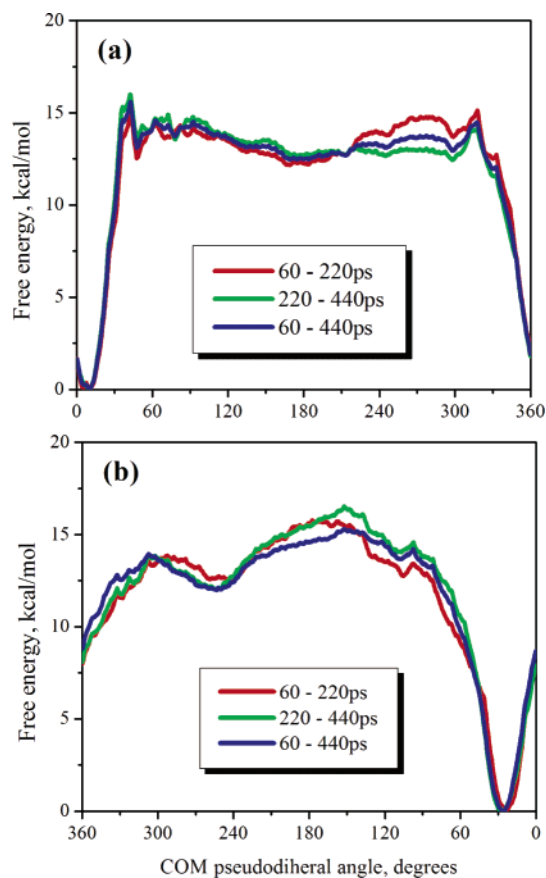 (a)
Free energy, kcal/mol
20
15
10
5
0
60 - 220ps
220 - 440ps
60 - 440ps
0 60 120 180 240 300 360
(b)
Free energy, kcal/mol
20
15
10
5
0
60 - 220ps
220 - 440ps
60 - 440ps
360 300 240 180 120 60 0
COM pseudodiheral angle, degrees